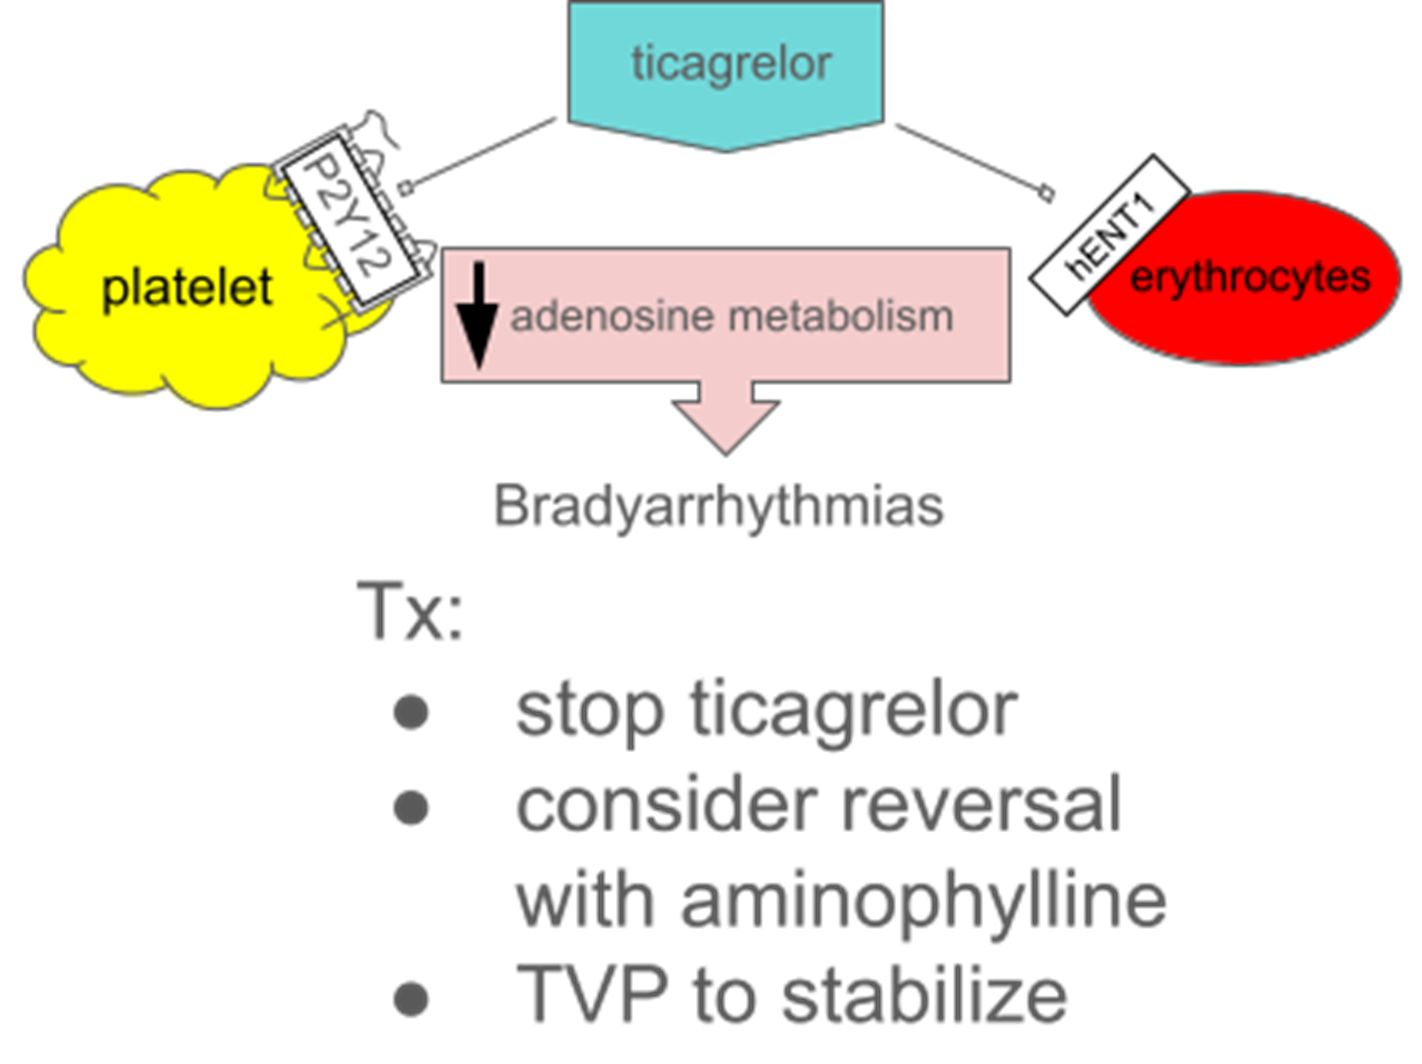 ticagrelor
P2Y12
platelet
adenosine metabolism
hENT1
erythrocytes
Bradyarrhythmias
Tx:
● stop ticagrelor
● consider reversal
with aminophylline
● TVP to stabilize